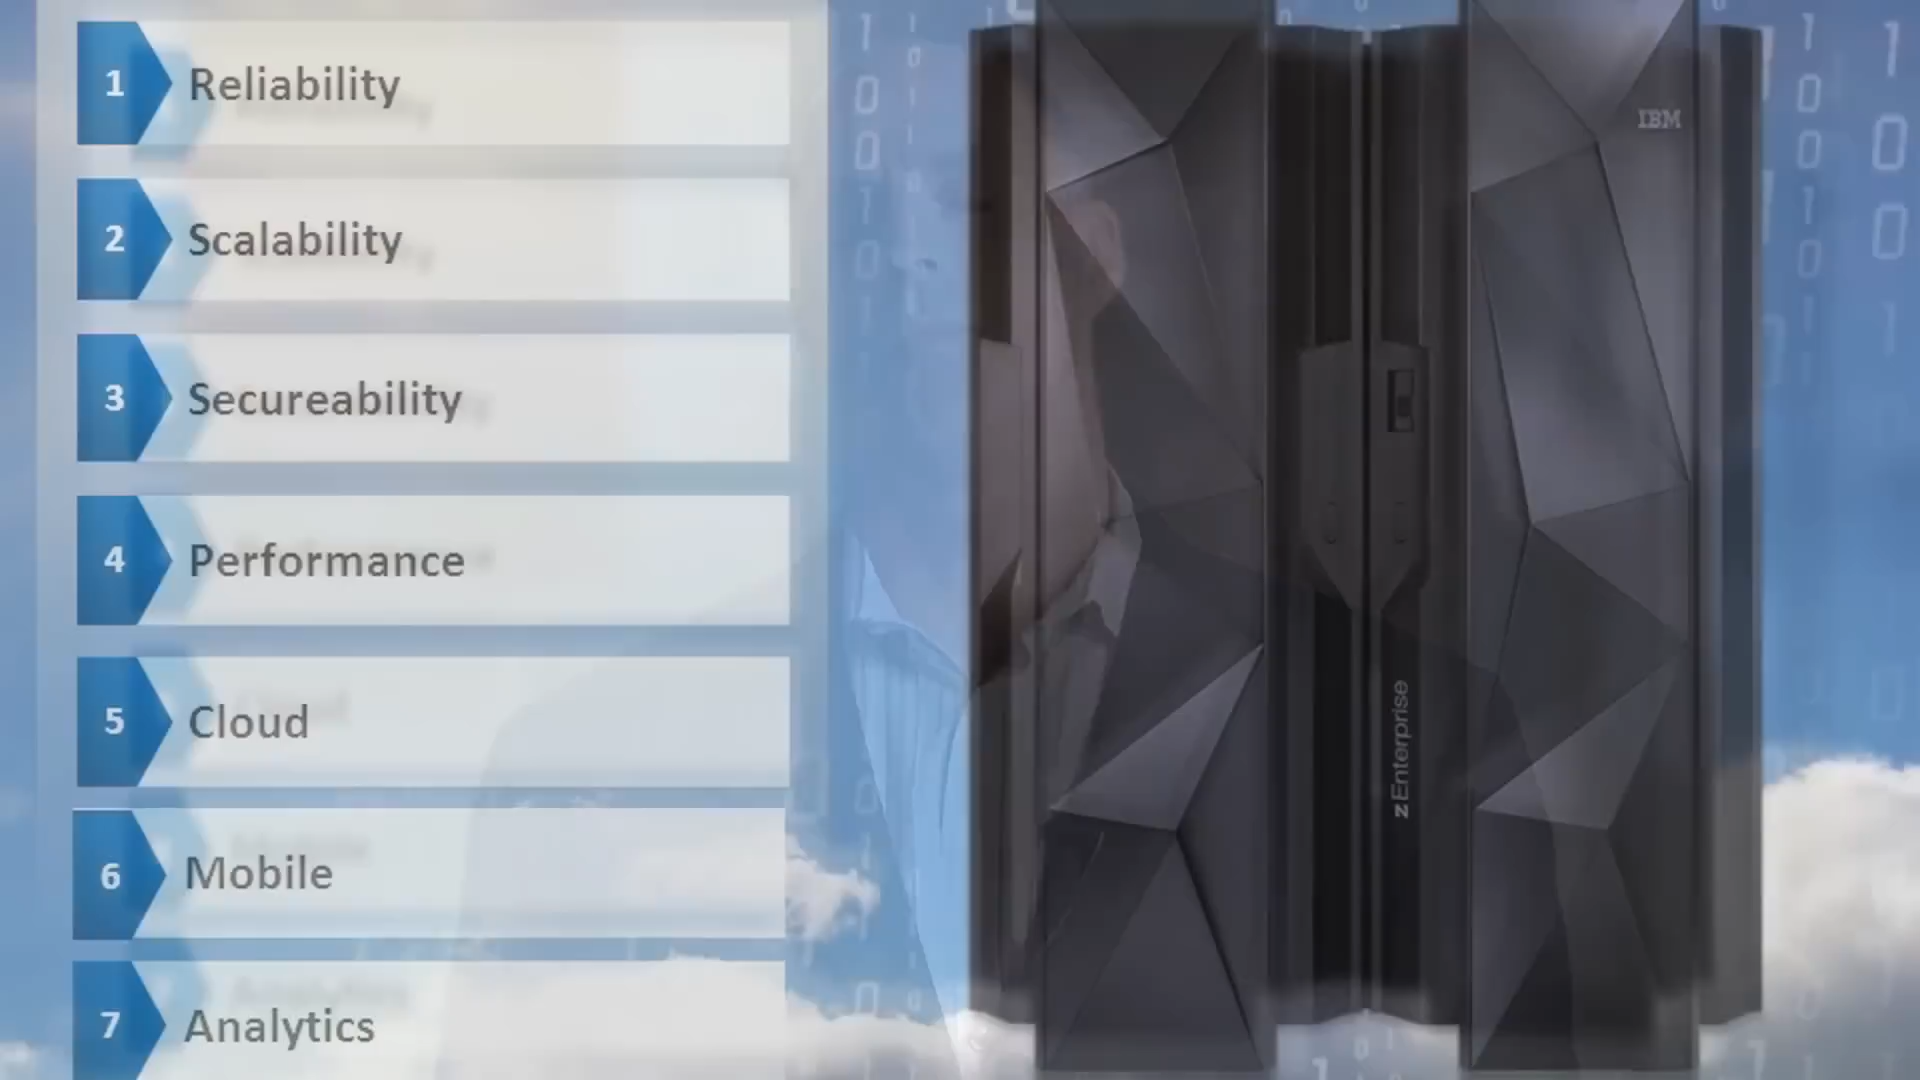 1 Reliability
2 Scalability
3 Secureability
4 Performance
5 Cloud
6 Mobile
7 Analytics
IBM
zEnterprise